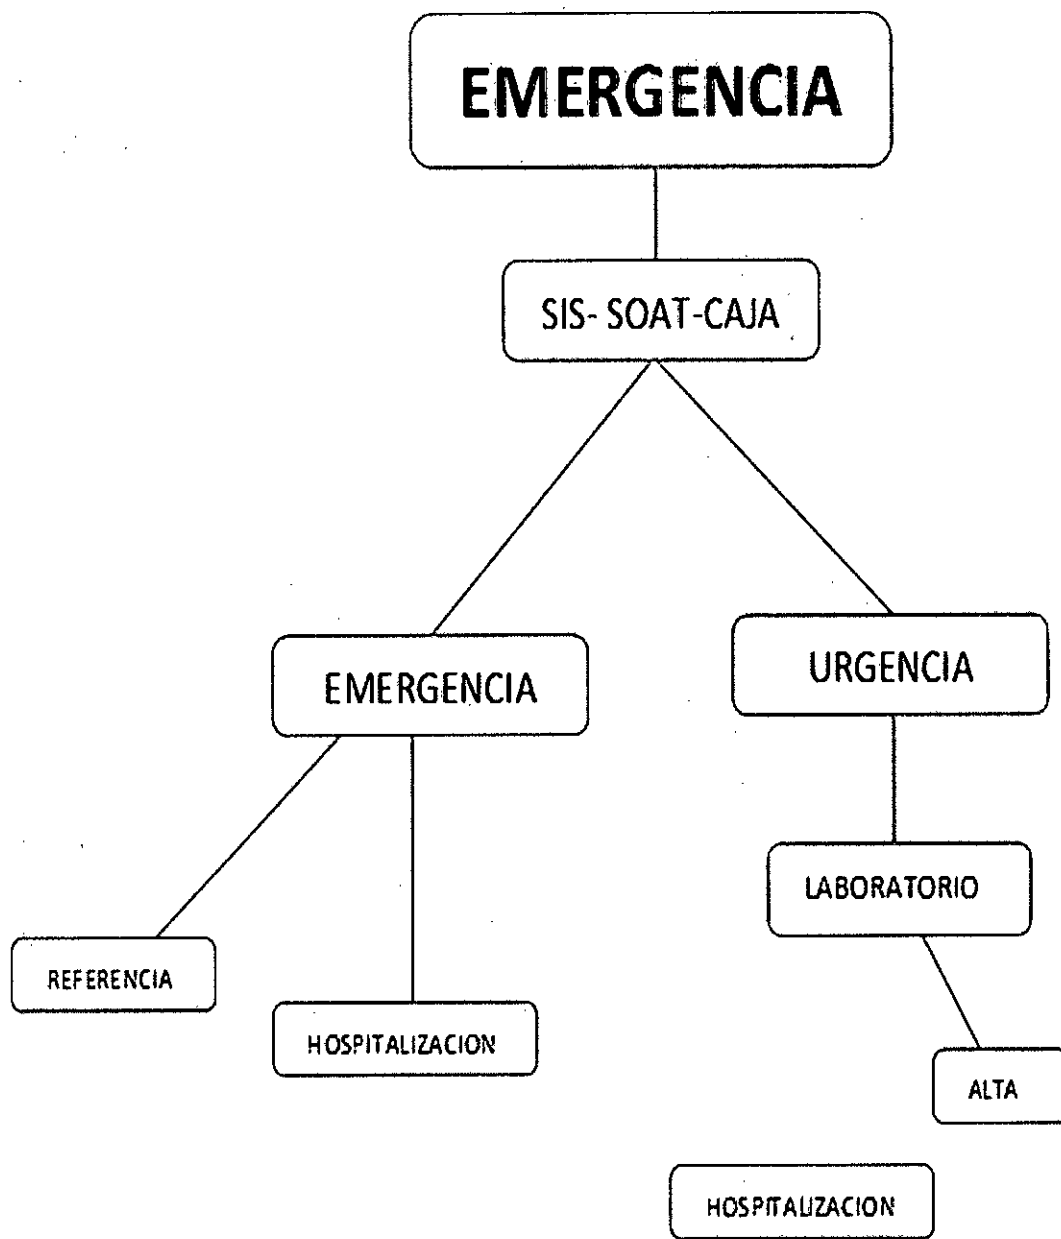 EMERGENCIA
SIS- SOAT-CAJA
EMERGENCIA
URGENCIA
LABORATORIO
REFERENCIA
HOSPITALIZACION
ALTA
HOSPITALIZACION